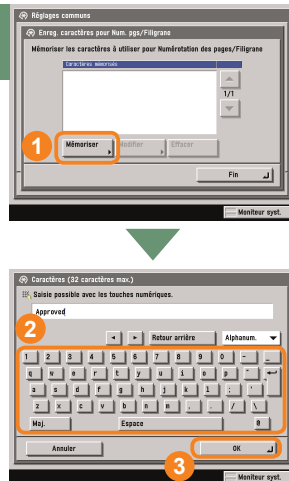 Réglages communs
Enreg. caractères pour Num. pgs/Filigrane
Mémoriser les caractères à utiliser pour Numérotation des pages/Filigrane
Caractères mémorisés
1/1
1
Mémoriser
Modifier
Effacer
Fin
Moniteur syst.
Caractères (32 caractères max.)
Saisie possible avec les touches numériques.
Approved
2
Retour arrière
Alphanum.
1 2 3 4 5 6 7 8 9 0 - _
q w e r t y u i o p
a s d f g h j k l ; '
z x c v b n m , . / \
Maj.
Espace
@
Annuler
OK
3
Moniteur syst.